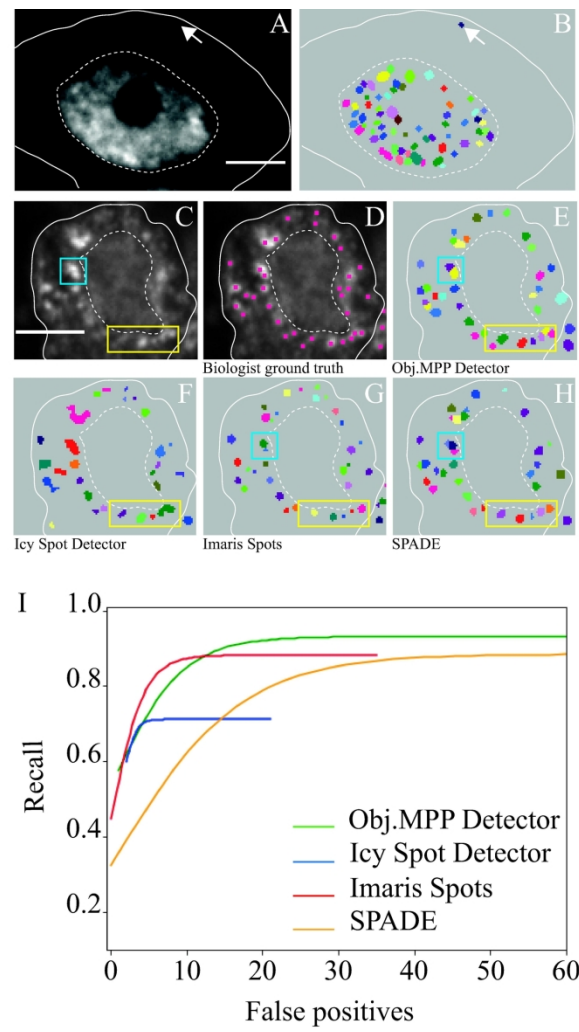 A
B
C
D
E
Biologist ground truth
Obj.MPP Detector
F
G
H
Icy Spot Detector
Imaris Spots
SPADE
I
1.0
0.8
0.6
0.4
0.2
Recall
Obj.MPP Detector
Icy Spot Detector
Imaris Spots
SPADE
0 10 20 30 40 50 60
False positives